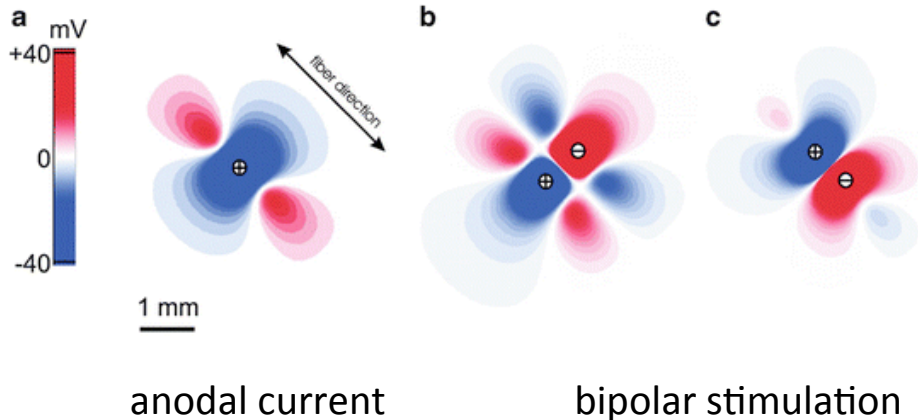 a
mV
+40
0
-40
fiber direction
+
1 mm
b
−
+
c
+
−
anodal current
bipolar stimulation